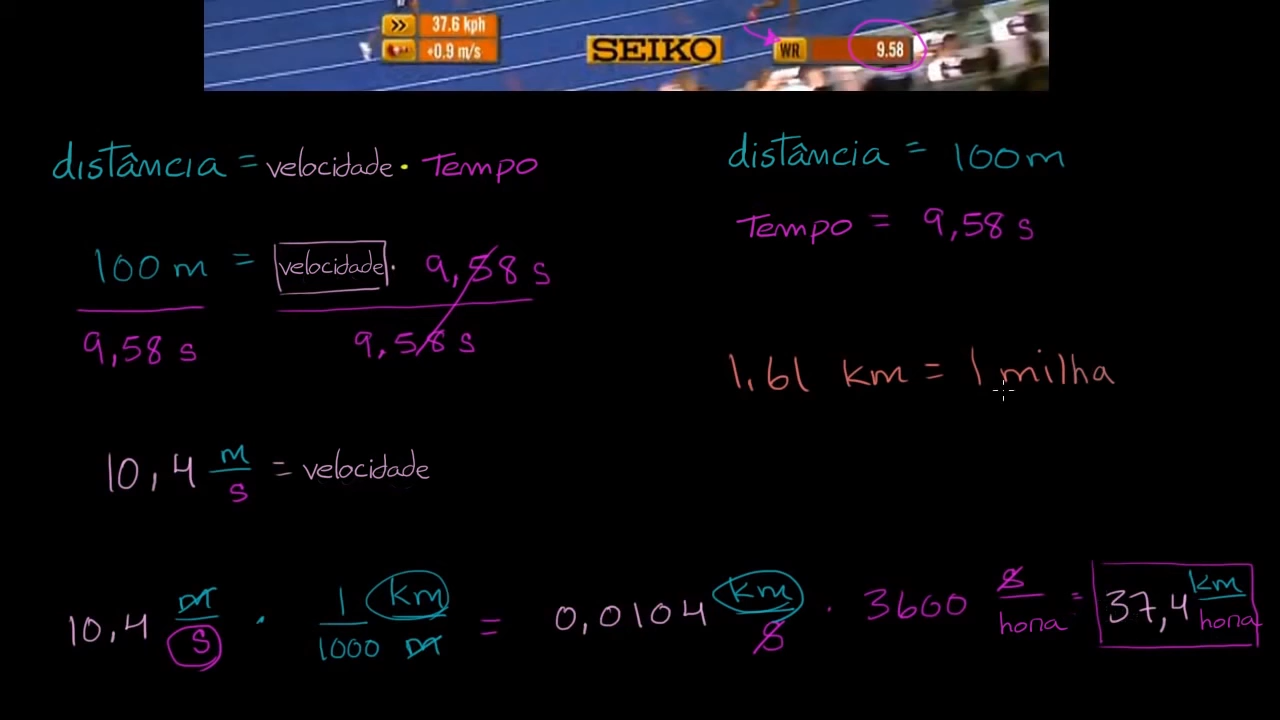 37.6 kph
+0.9 m/s
SEIKO
WR 9.58
distância = velocidade · Tempo
distância = 100m
Tempo = 9,58 s
100 m = velocidade · 9,58 s
9,58 s 9,58 s
1,61 km = 1 milha
10,4 m/s = velocidade
10,4 m/s · 1 km/1000 m = 0,0104 km/s · 3600 s/hora = 37,4 km/hora